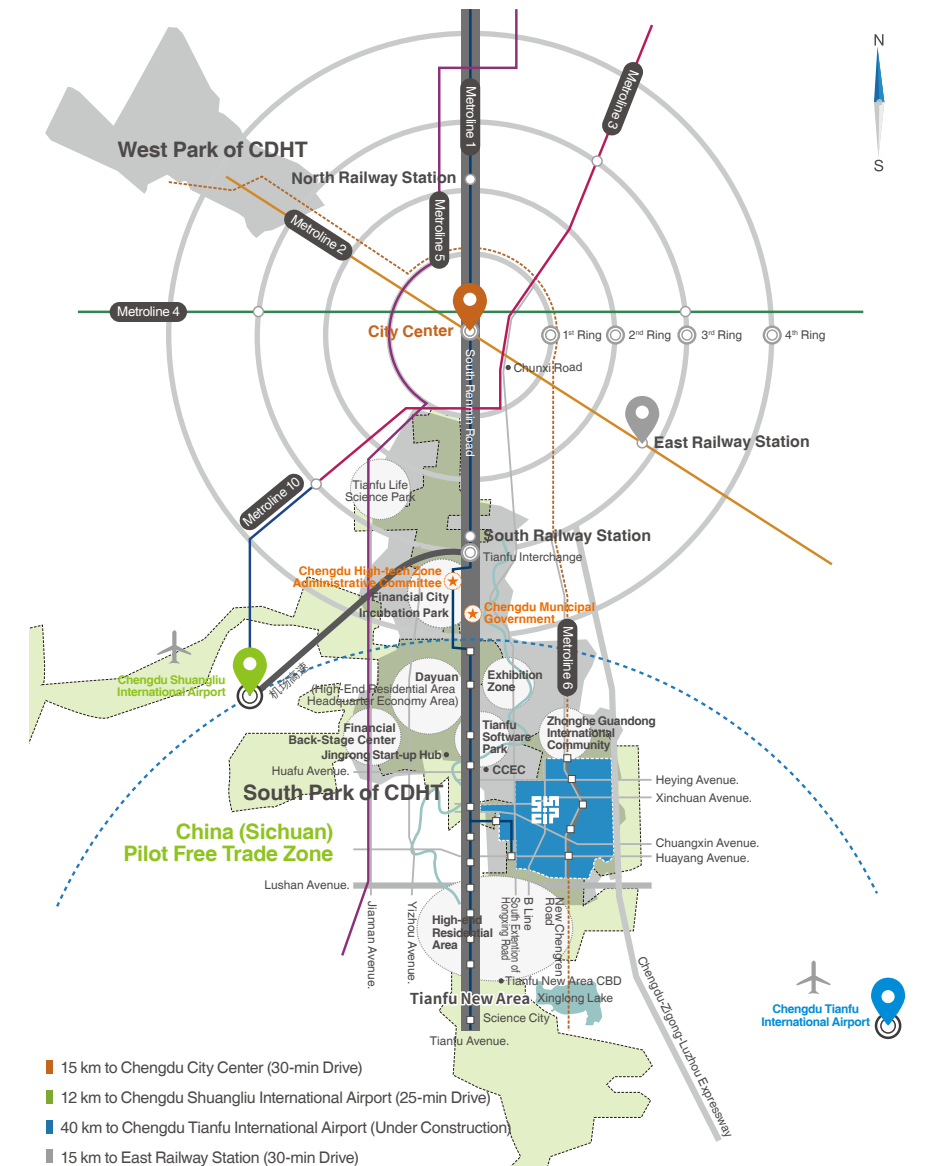 N
S
Metroline 1
Metroline 3
West Park of CDHT
North Railway Station
Metroline 5
Metroline 2
Metroline 4
City Center
1st Ring
2nd Ring
3rd Ring
4th Ring
South Renmin Road
Chunxi Road
East Railway Station
Metroline 10
Tianfu Life
Science Park
South Railway Station
Tianfu Interchange
Chengdu High-tech Zone
Administrative Committee
Financial City
Incubation Park
Chengdu Municipal
Government
Metroline 6
Chengdu Shuangliu
International Airport
机场高速
Dayuan
(High-End Residential Area
Headquarter Economy Area)
Exhibition
Zone
Financial
Back-Stage Center
Tianfu
Software
Park
Zhonghe Guandong
International
Community
Jingrong Start-up Hub
Huafu Avenue.
CCEC
Heying Avenue.
Xinchuan Avenue.
South Park of CDHT
China (Sichuan)
Pilot Free Trade Zone
Chuangxin Avenue.
Huayang Avenue.
Lushan Avenue.
Jiannan Avenue.
Yizhou Avenue.
High-end
Residential
Area
South Extention of
Hongxing Road
B Line
New Chengren
Road
Tianfu New Area CBD
Tianfu New Area
Xinglong Lake
Science City
Tianfu Avenue.
Chengdu-Zigong-Luzhou Expressway
Chengdu Tianfu
International Airport
15 km to Chengdu City Center (30-min Drive)
12 km to Chengdu Shuangliu International Airport (25-min Drive)
40 km to Chengdu Tianfu International Airport (Under Construction)
15 km to East Railway Station (30-min Drive)